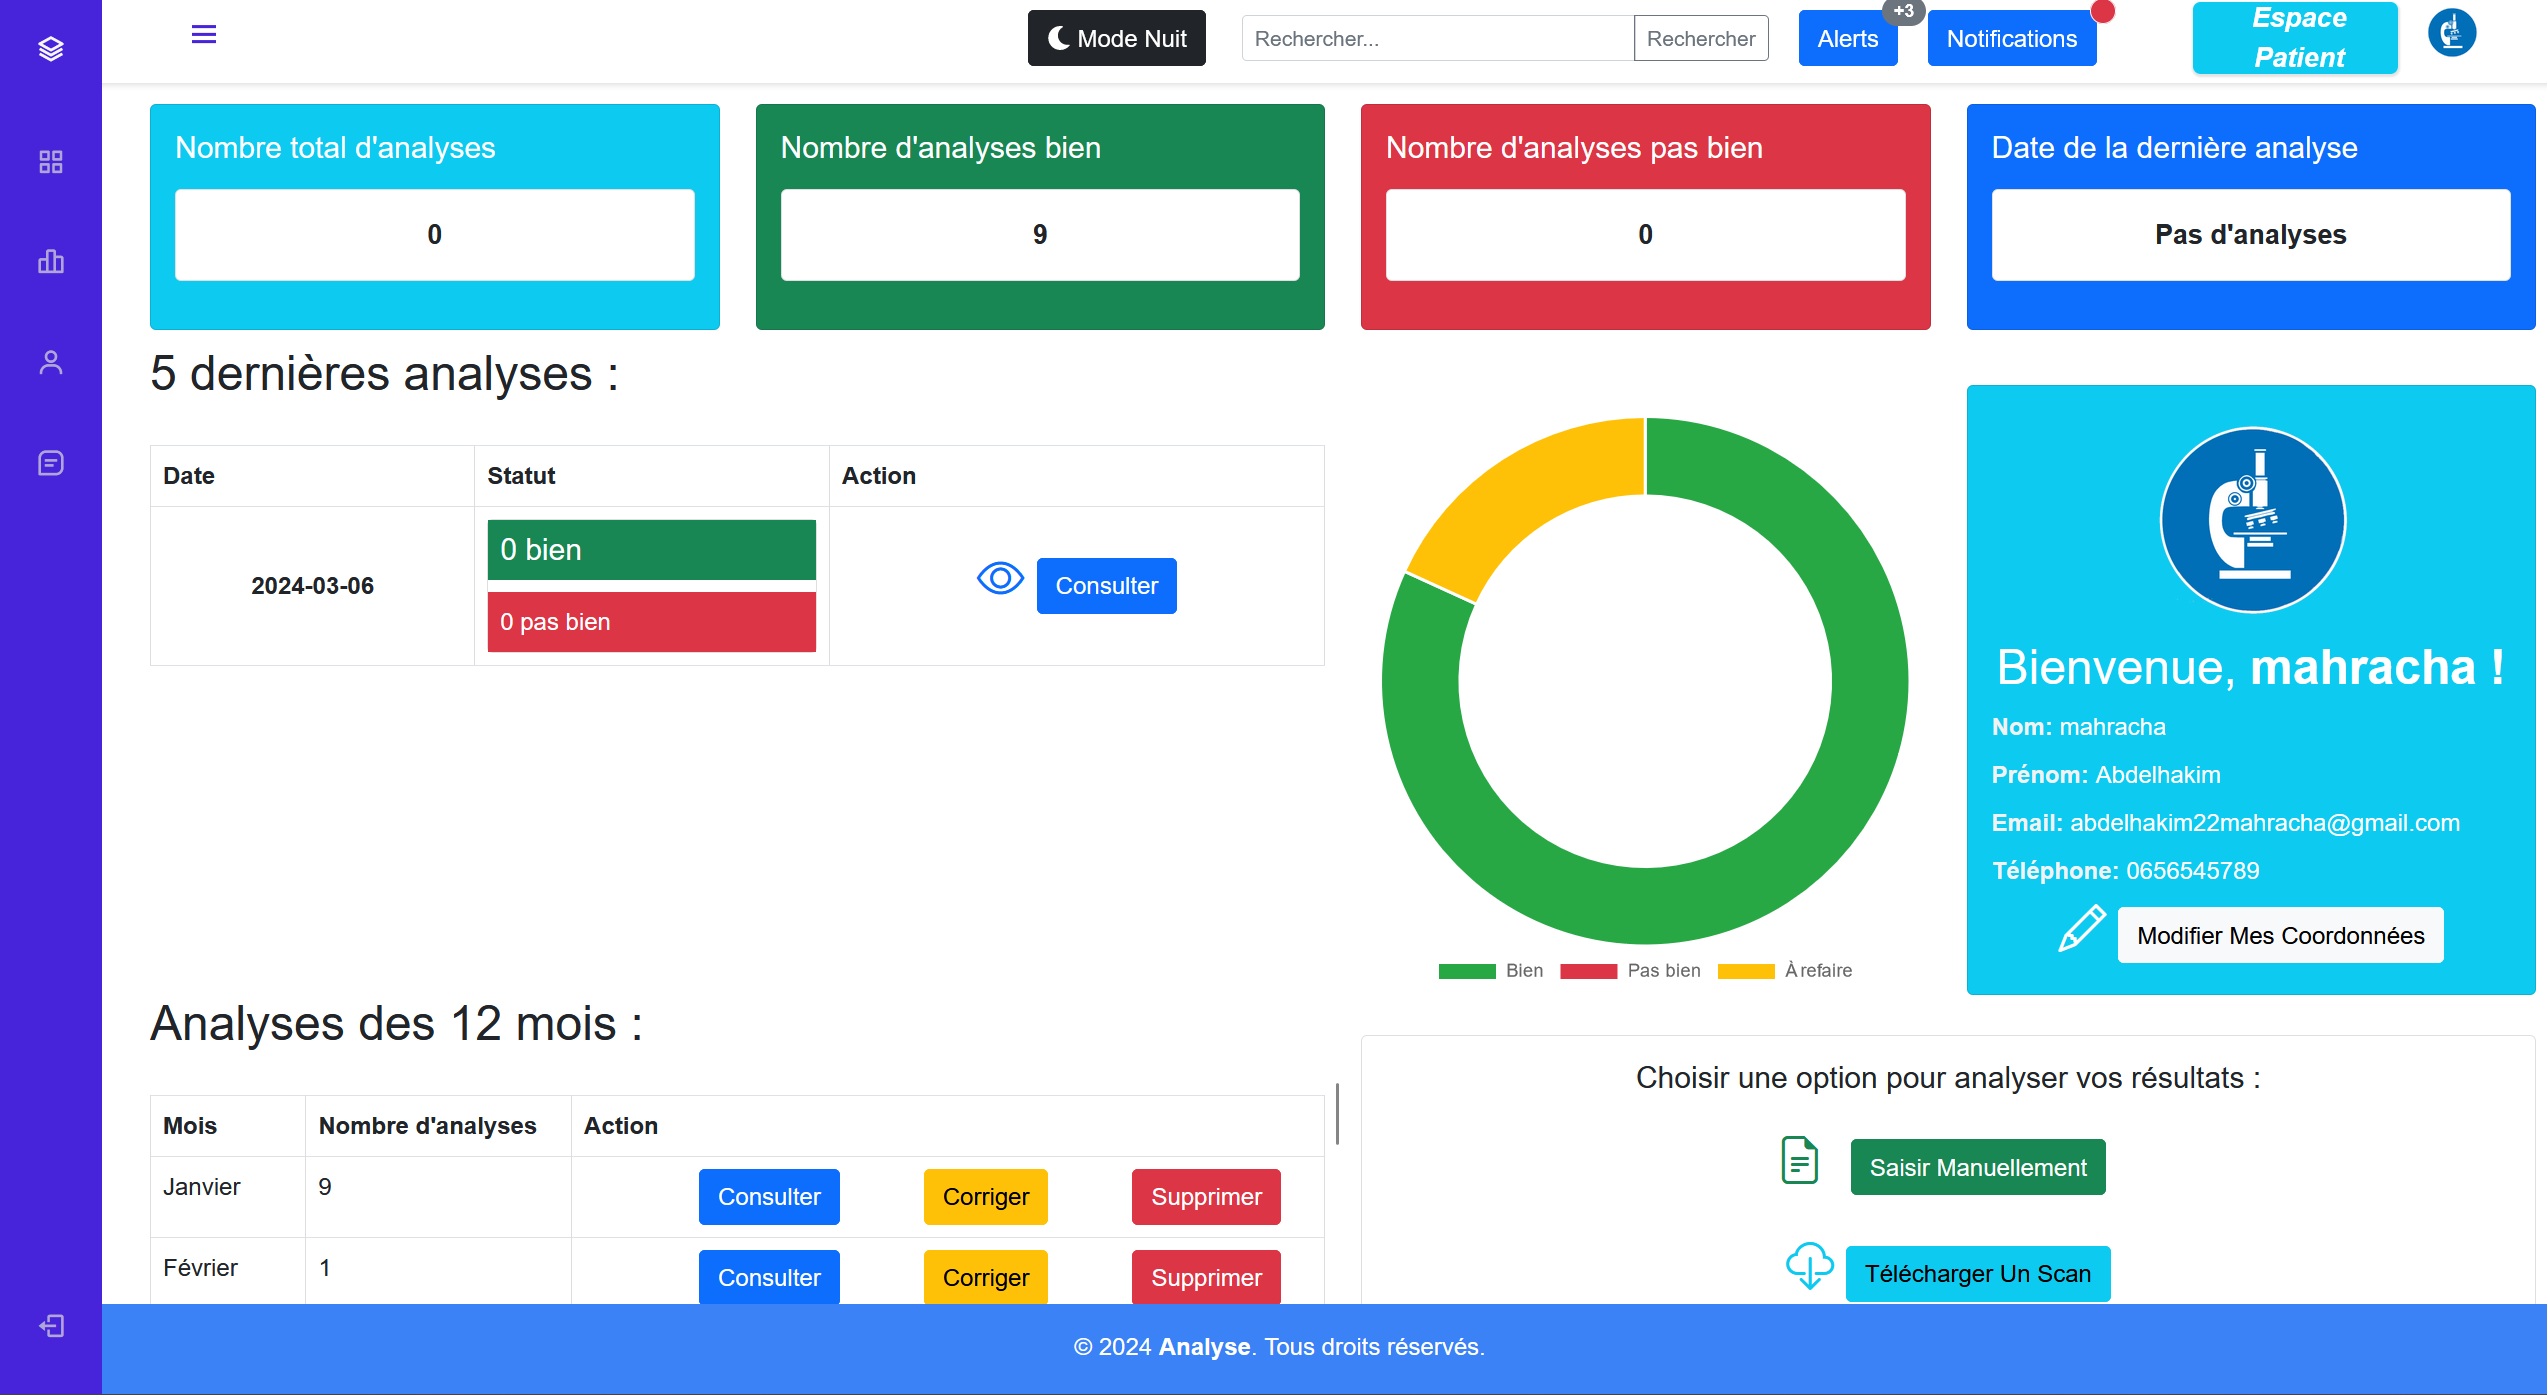 Mode Nuit
Rechercher...
Rechercher
Alerts
+3
Notifications
Espace
Patient
Nombre total d'analyses
0
Nombre d'analyses bien
9
Nombre d'analyses pas bien
0
Date de la dernière analyse
Pas d'analyses
5 dernières analyses :
Date Statut Action
2024-03-06
0 bien
0 pas bien
Consulter
Bien Pas bien À refaire
Bienvenue, mahracha !
Nom: mahracha
Prénom: Abdelhakim
Email: abdelhakim22mahracha@gmail.com
Téléphone: 0656545789
Modifier Mes Coordonnées
Analyses des 12 mois :
Mois Nombre d'analyses Action
Janvier 9 Consulter Corriger Supprimer
Février 1 Consulter Corriger Supprimer
Choisir une option pour analyser vos résultats :
Saisir Manuellement
Télécharger Un Scan
© 2024 Analyse. Tous droits réservés.